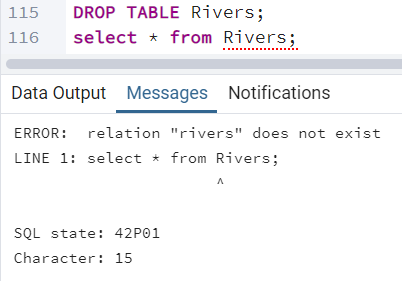 115 DROP TABLE Rivers;
116 select * from Rivers;
Data Output Messages Notifications
ERROR:  relation "rivers" does not exist
LINE 1: select * from Rivers;
^
SQL state: 42P01
Character: 15